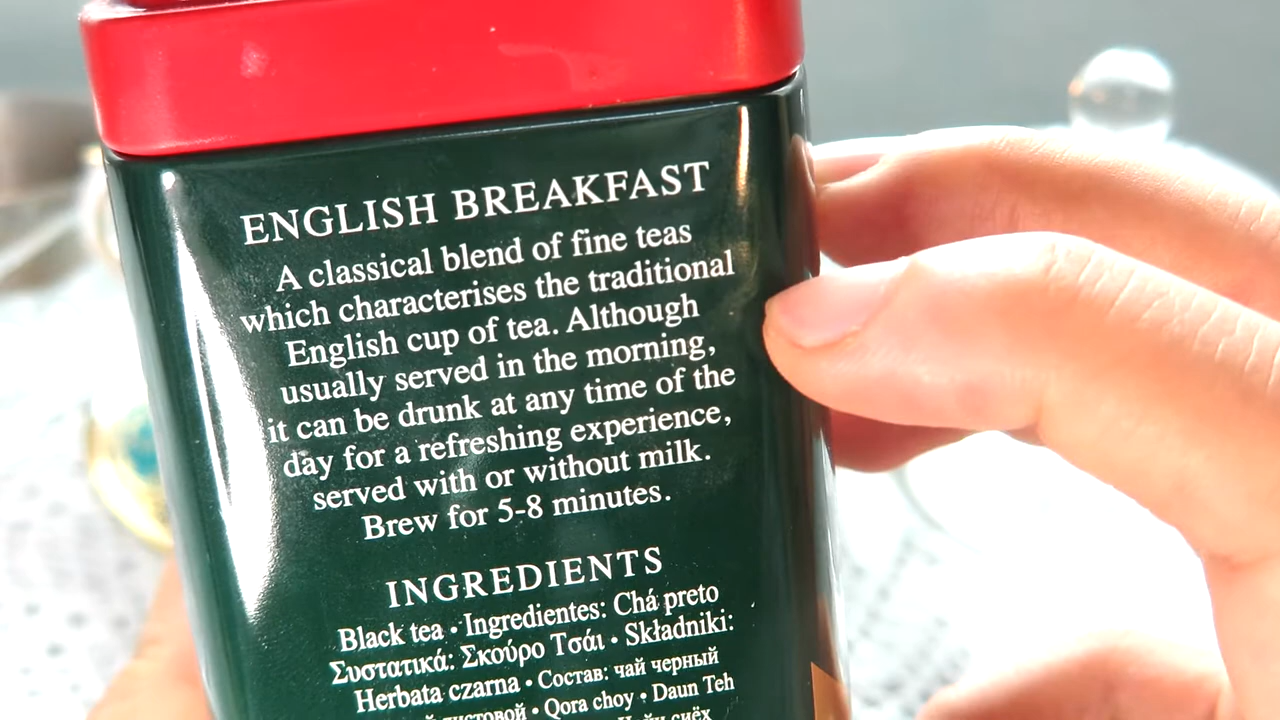 ENGLISH BREAKFAST
A classical blend of fine teas
which characterises the traditional
English cup of tea. Although
usually served in the morning,
it can be drunk at any time of the
day for a refreshing experience,
served with or without milk.
Brew for 5-8 minutes.
INGREDIENTS
Black tea • Ingredientes: Chá preto
Συστατικά: Σκούρο Τσάι • Składniki:
Herbata czarna • Состав: чай черный
листовой • Qora choy • Daun Teh